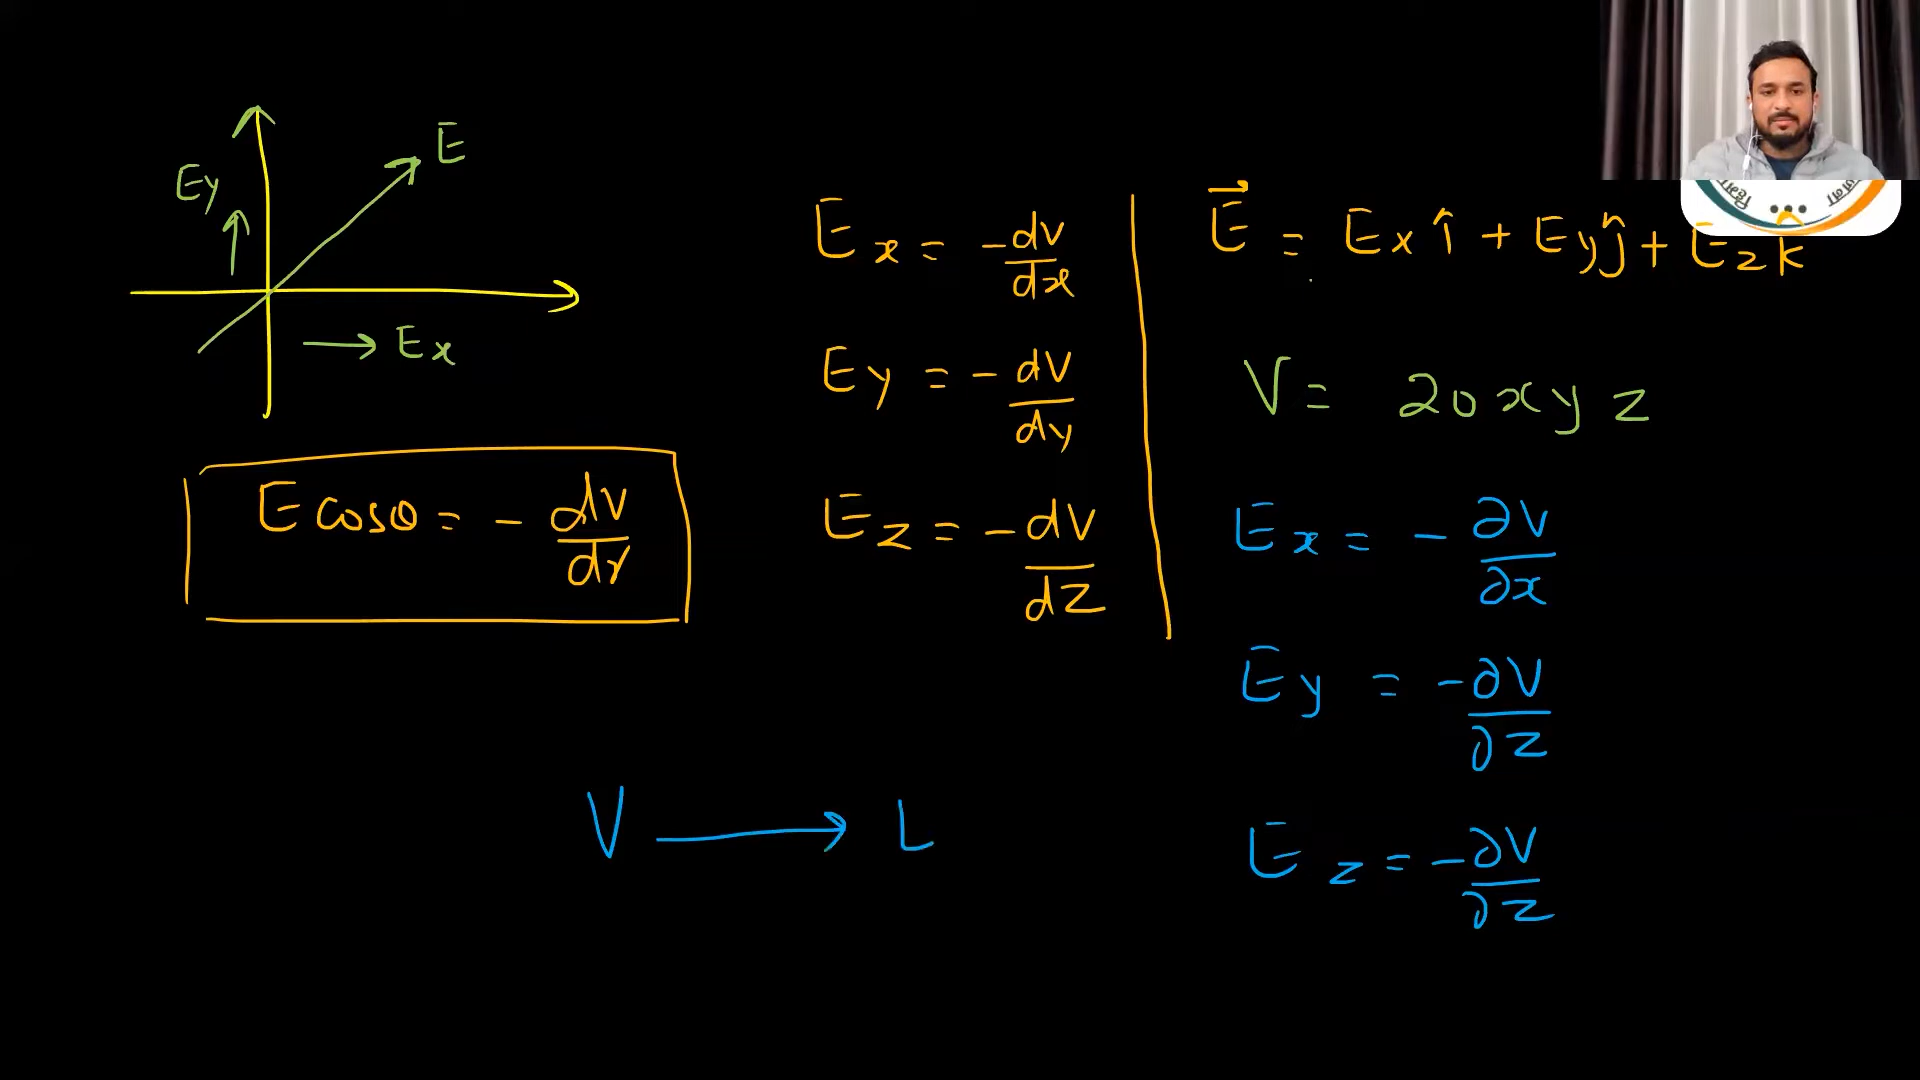 E
Ey
Ex
E cosθ = - dV/dr
Ex = - dV/dx
Ey = - dV/dy
Ez = - dV/dz
E⃗ = Ex î + Ey ĵ + Ez k
V = 20xyz
Ex = - ∂V/∂x
Ey = - ∂V/∂z
Ez = - ∂V/∂z
V → L